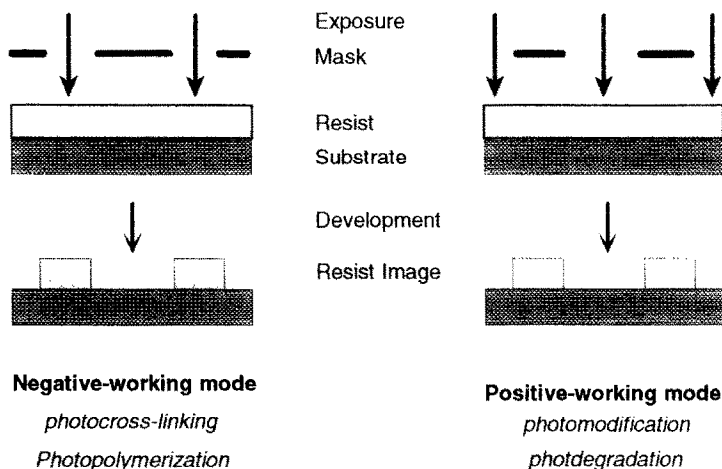 Exposure
Mask
Resist
Substrate
Development
Resist Image
Negative-working mode
photocross-linking
Photopolymerization
Positive-working mode
photomodification
photdegradation